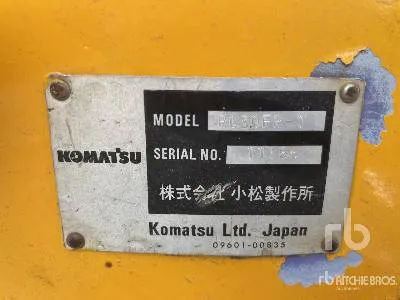 MODEL
KOMATSU
SERIAL NO.
株式会社 小松製作所
Komatsu Ltd. Japan
09601-00835
rb
rb RITCHIE BROS.